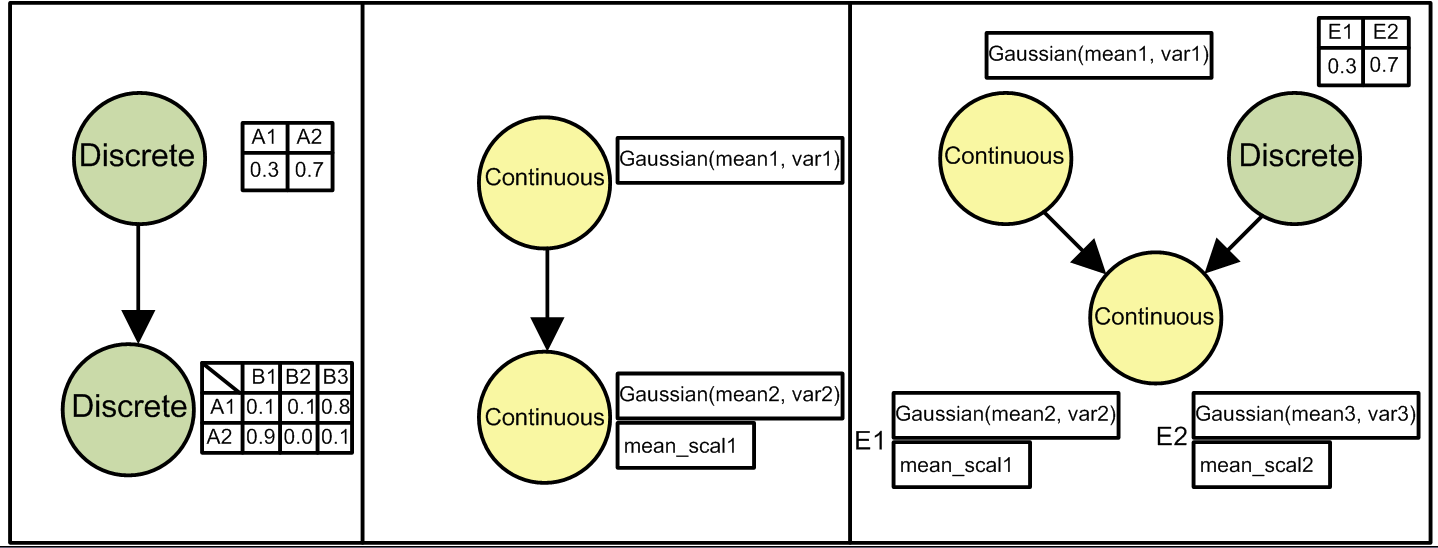 Discrete
A1 A2
0.3 0.7
Discrete
B1 B2 B3
A1 0.1 0.1 0.8
A2 0.9 0.0 0.1
Continuous
Gaussian(mean1, var1)
Continuous
Gaussian(mean2, var2)
mean_scal1
Gaussian(mean1, var1)
E1 E2
0.3 0.7
Continuous
Discrete
Continuous
E1
Gaussian(mean2, var2)
mean_scal1
E2
Gaussian(mean3, var3)
mean_scal2